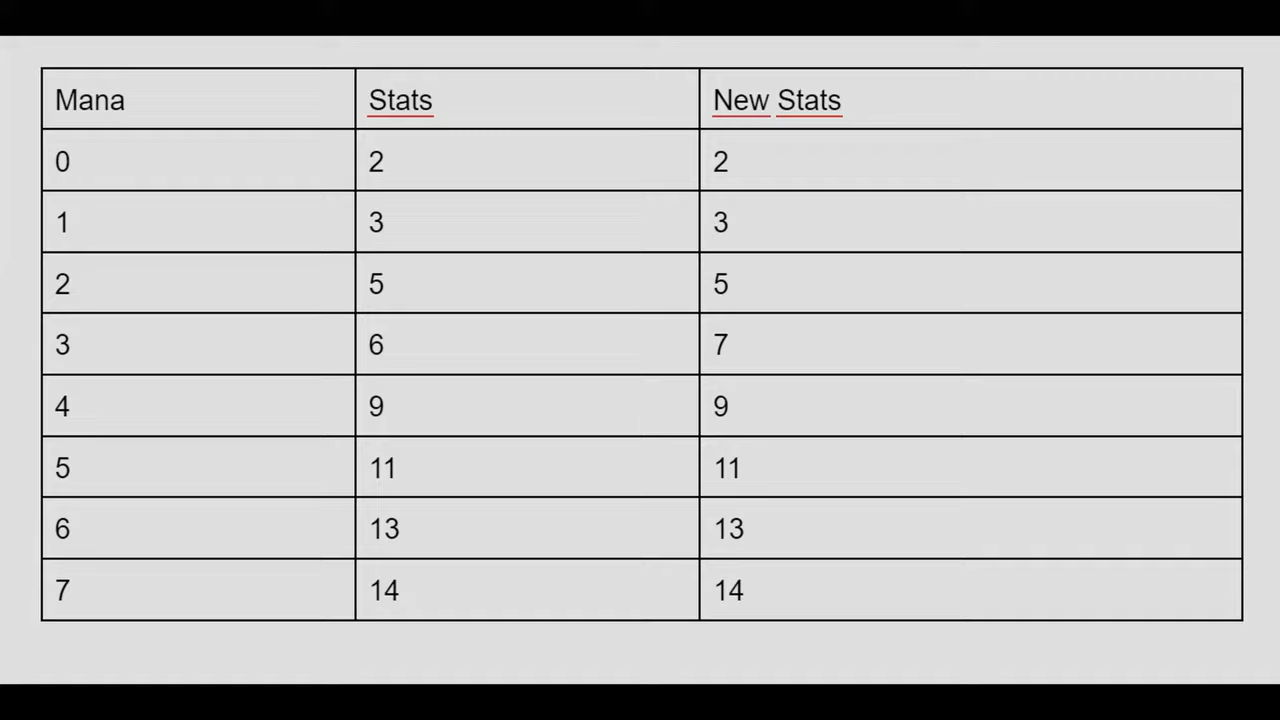 Mana Stats New Stats
0 2 2
1 3 3
2 5 5
3 6 7
4 9 9
5 11 11
6 13 13
7 14 14